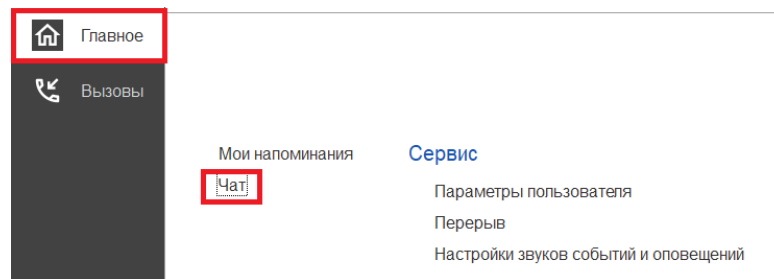 Главное
Вызовы
Мои напоминания
Чат
Сервис
Параметры пользователя
Перерыв
Настройки звуков событий и оповещений